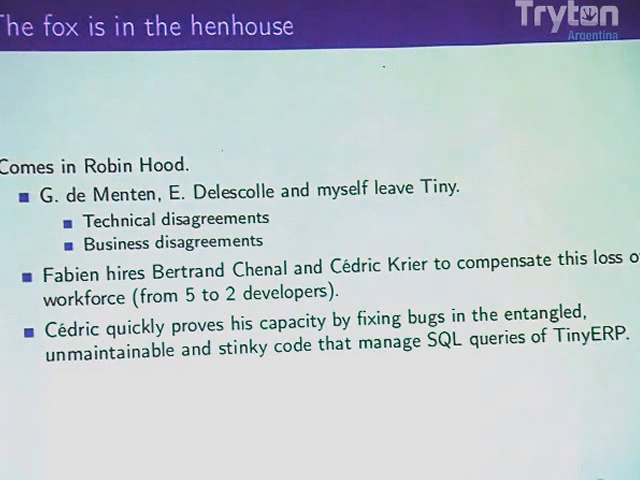 The fox is in the henhouse
Tryton
Argentina
Comes in Robin Hood.
G. de Menten, E. Delescolle and myself leave Tiny.
Technical disagreements
Business disagreements
Fabien hires Bertrand Chenal and Cédric Krier to compensate this loss of
workforce (from 5 to 2 developers).
Cédric quickly proves his capacity by fixing bugs in the entangled,
unmaintainable and stinky code that manage SQL queries of TinyERP.